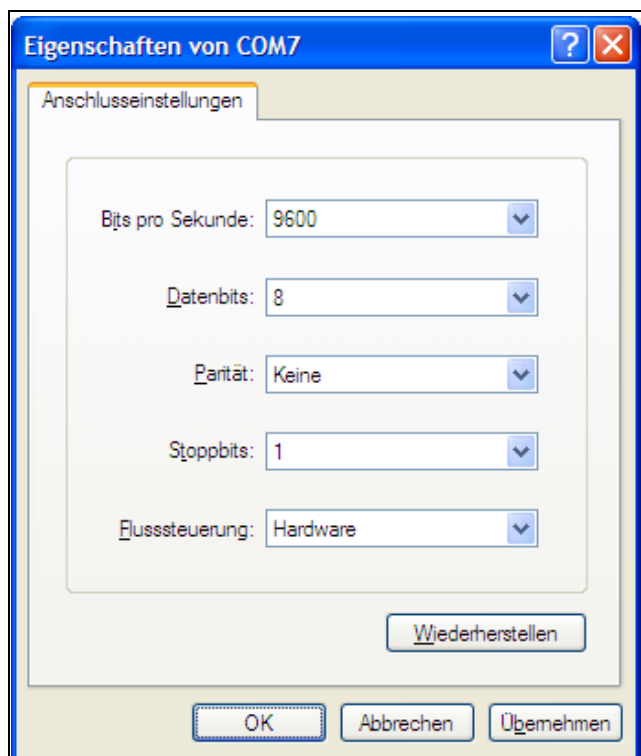 Eigenschaften von COM7
Anschlusseinstellungen
Bits pro Sekunde: 9600
Datenbits: 8
Parität: Keine
Stoppbits: 1
Flusssteuerung: Hardware
Wiederherstellen
OK Abbrechen Übernehmen